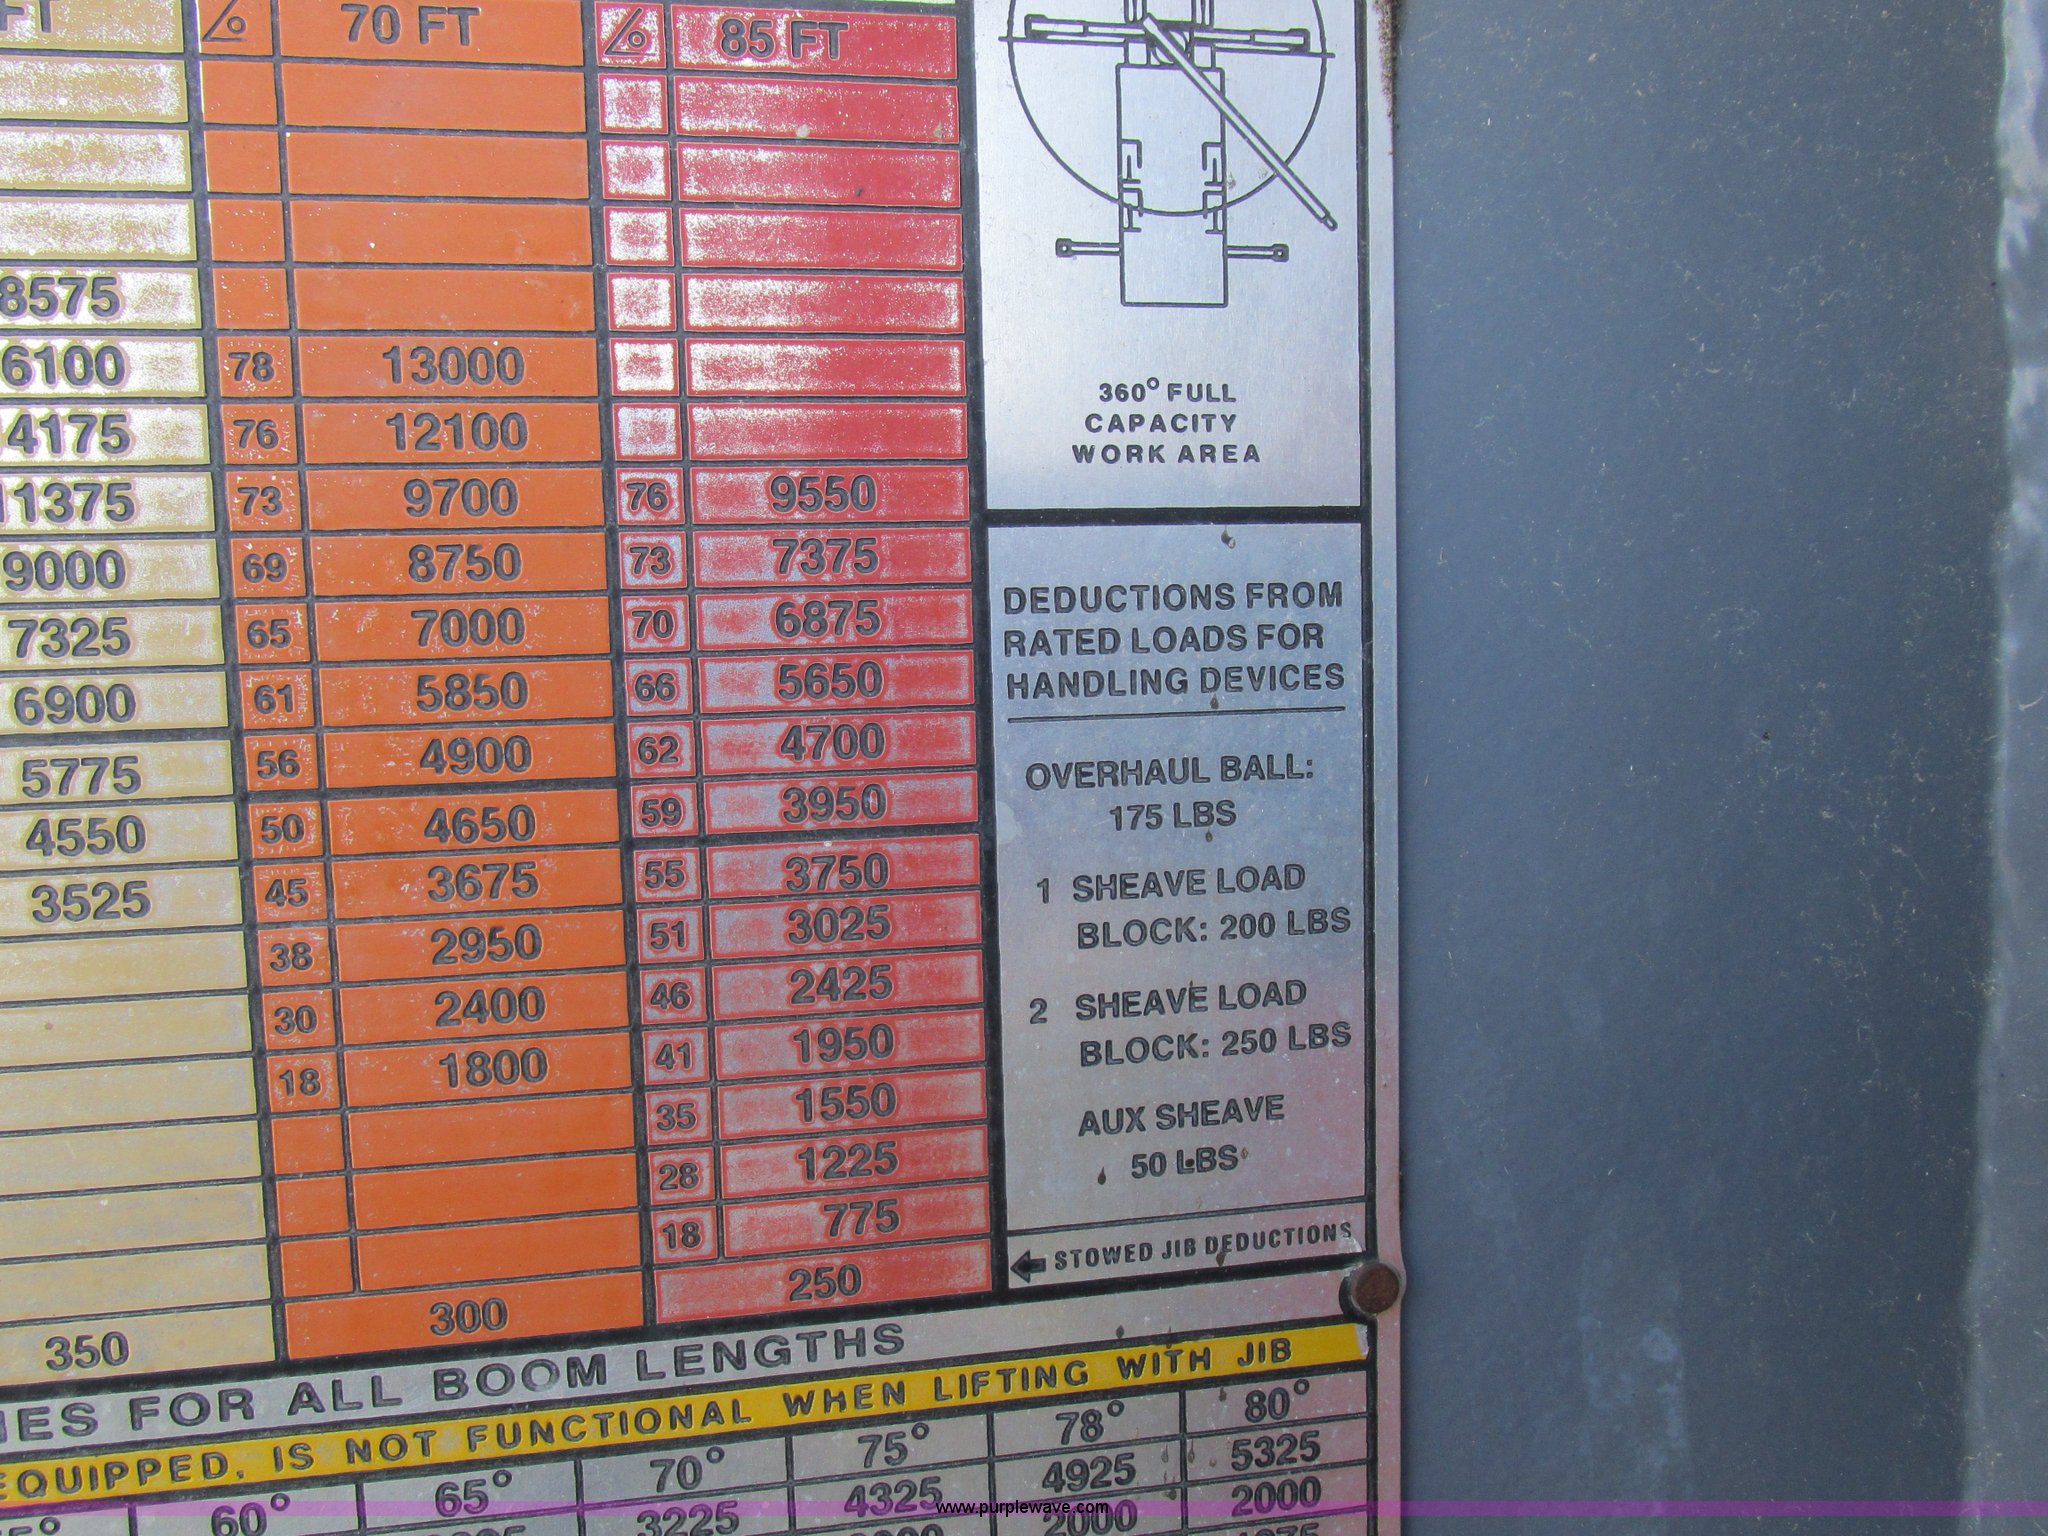 FT 70 FT 85 FT
8575
6100 78 13000
4175 76 12100
11375 73 9700 76 9550
9000 69 8750 73 7375
7325 65 7000 70 6875
6900 61 5850 66 5650
5775 56 4900 62 4700
4550 50 4650 59 3950
3525 45 3675 55 3750
38 2950 51 3025
30 2400 46 2425
18 1800 41 1950
35 1550
28 1225
18 775
350 300 250
360° FULL
CAPACITY
WORK AREA
DEDUCTIONS FROM
RATED LOADS FOR
HANDLING DEVICES
OVERHAUL BALL:
175 LBS
1 SHEAVE LOAD
BLOCK: 200 LBS
2 SHEAVE LOAD
BLOCK: 250 LBS
AUX SHEAVE
50 LBS
STOWED JIB DEDUCTIONS
FOR ALL BOOM LENGTHS
EQUIPPED, IS NOT FUNCTIONAL WHEN LIFTING WITH JIB
60° 65° 70° 75° 78° 80°
3225 4325 4925 5325
2000 2000
www.purplewave.com